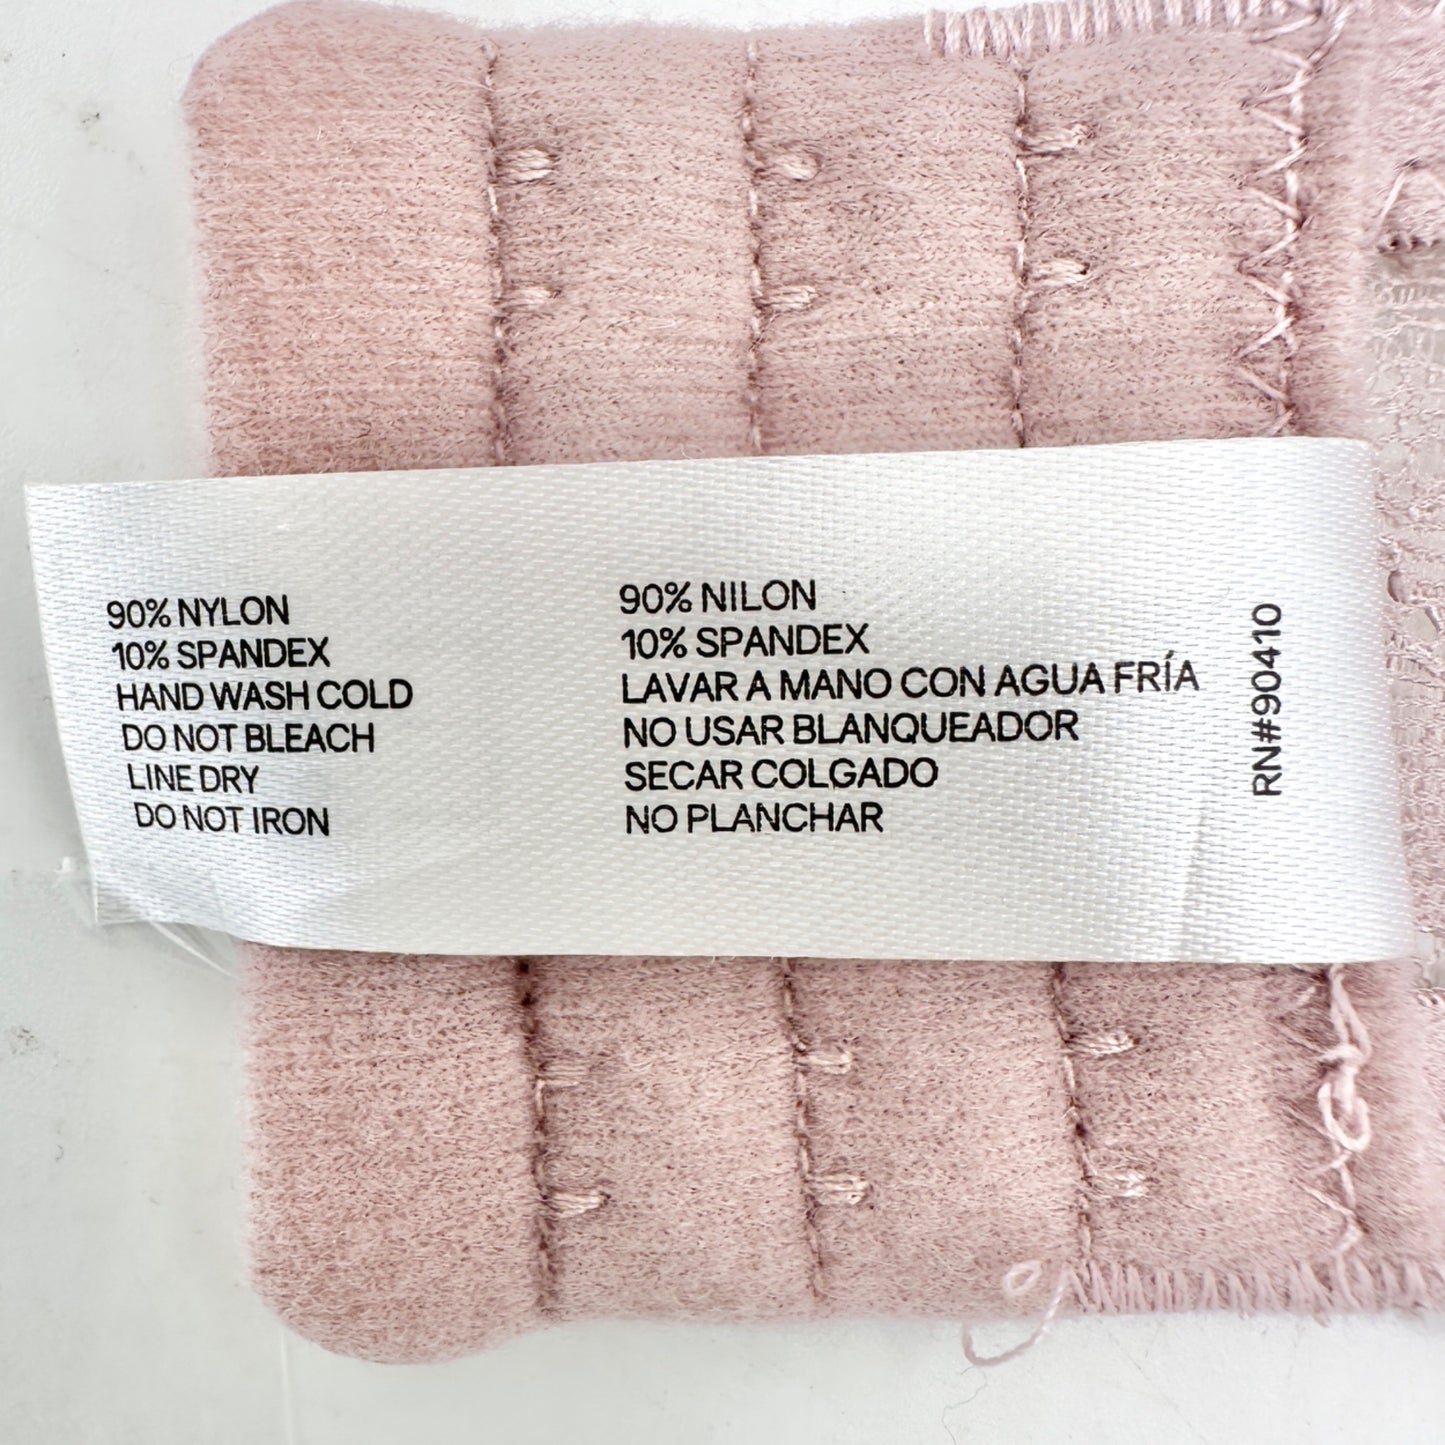 90% NYLON
10% SPANDEX
HAND WASH COLD
DO NOT BLEACH
LINE DRY
DO NOT IRON
90% NILON
10% SPANDEX
LAVAR A MANO CON AGUA FRÍA
NO USAR BLANQUEADOR
SECAR COLGADO
NO PLANCHAR
RN#90410